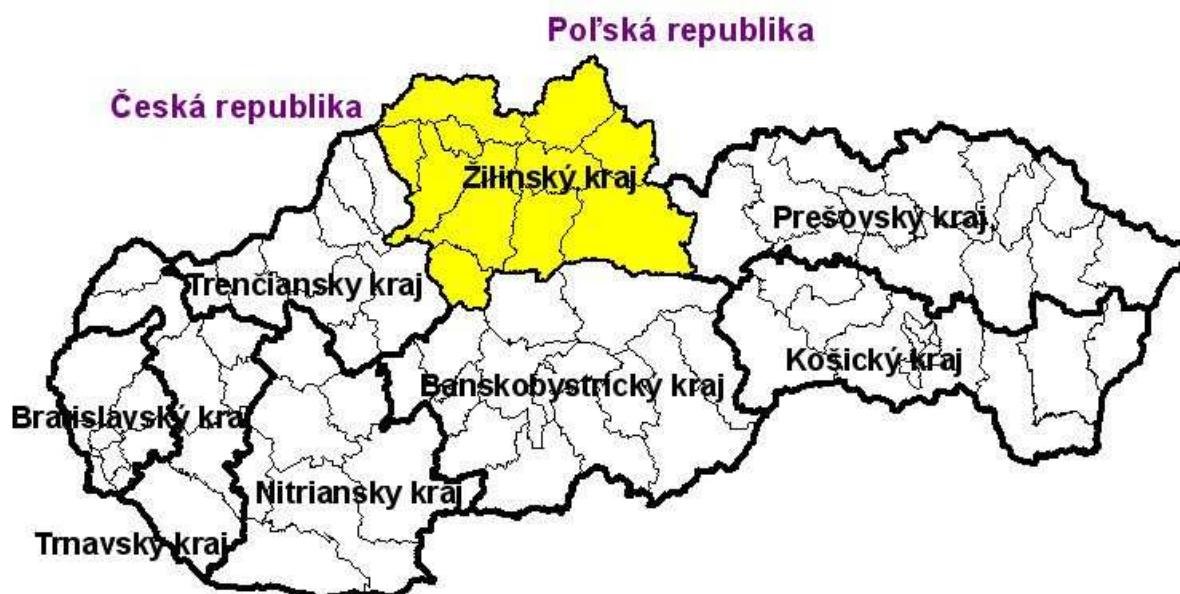 Poľská republika
Česká republika
Žilinský kraj
Prešovský kraj
Trenčiansky kraj
Košický kraj
Banskobystrický kraj
Bratislavský kraj
Nitriansky kraj
Trnavský kraj